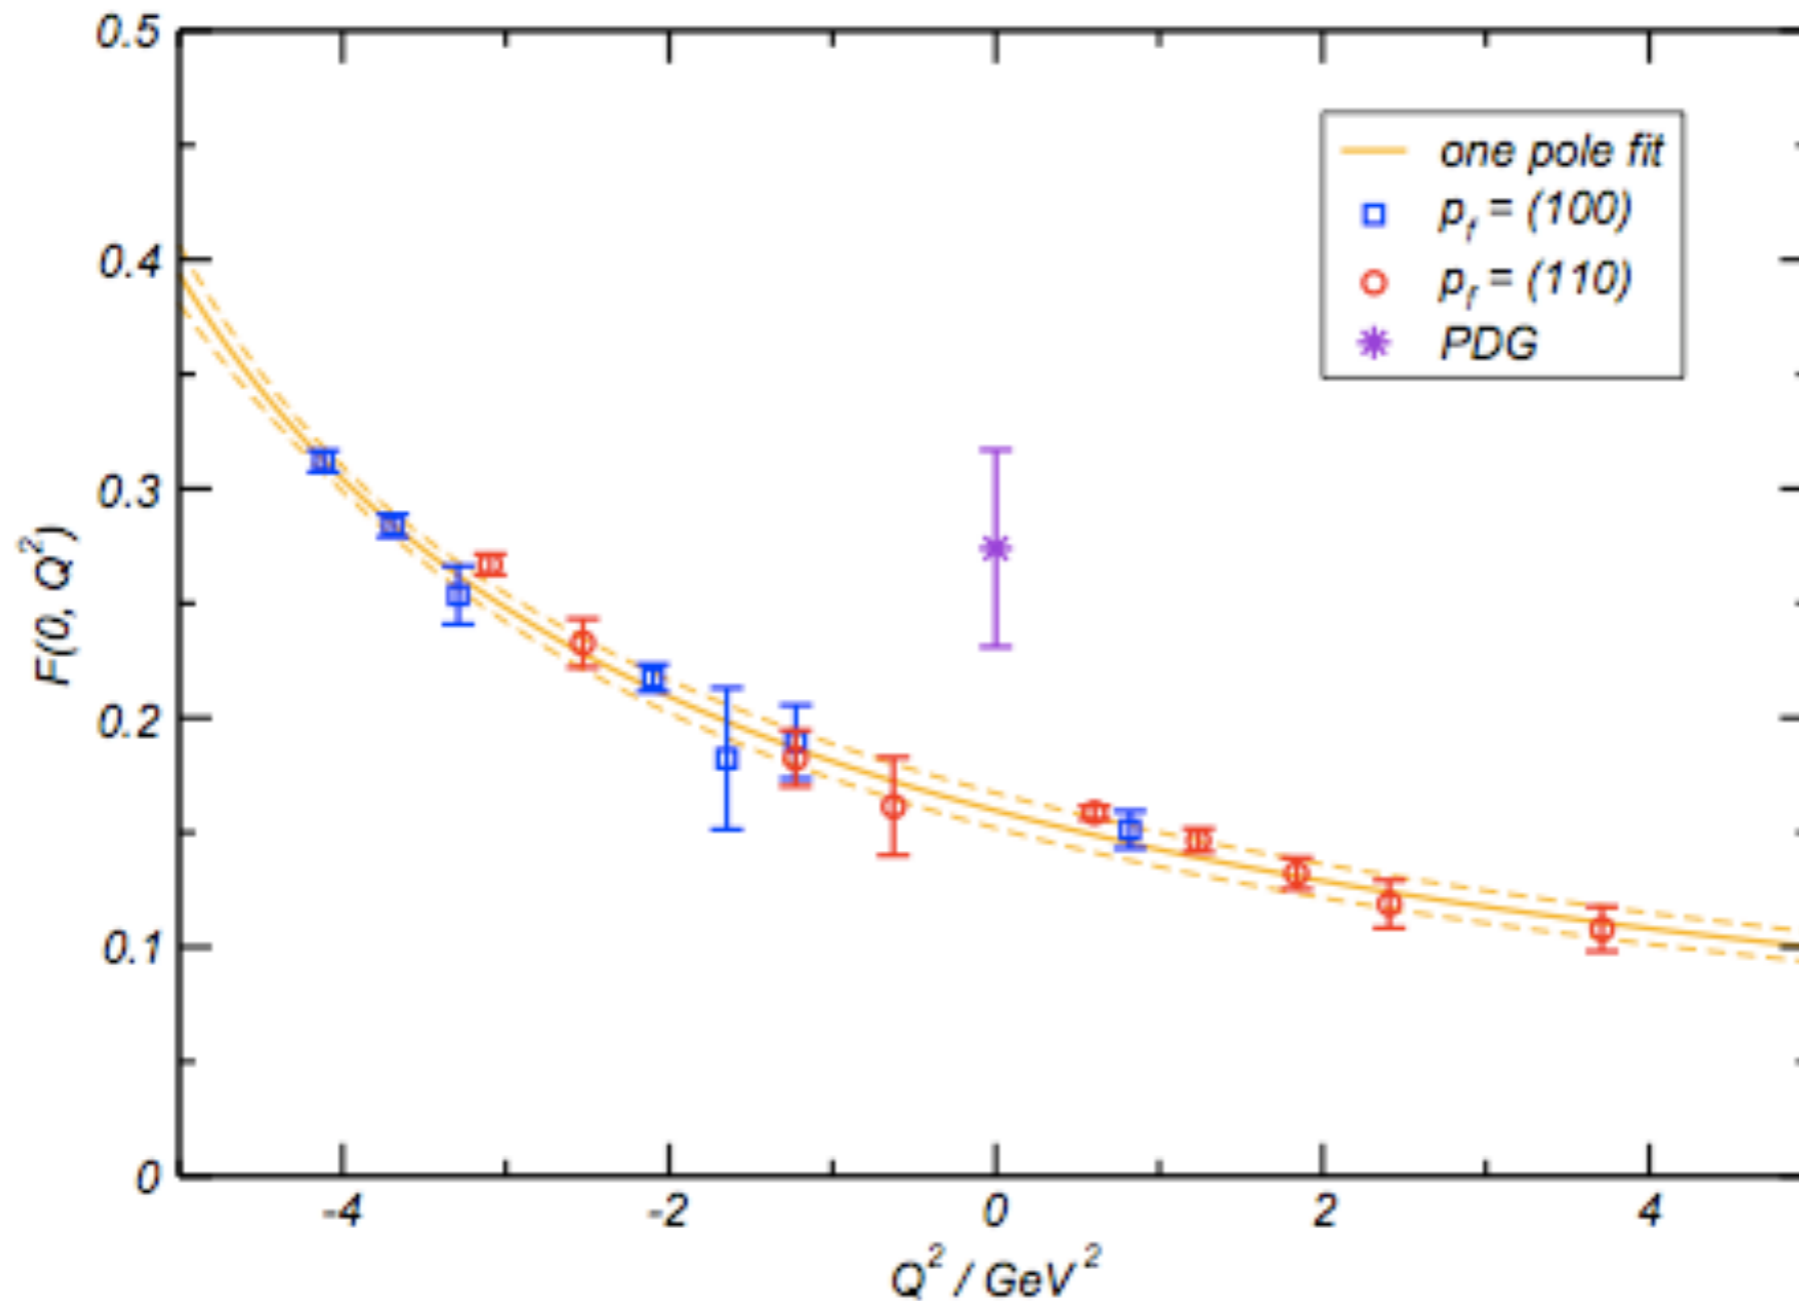 0.5
0.4
0.3
0.2
0.1
0
F(0, Q²)
one pole fit
p_f = (100)
p_f = (110)
PDG
-4 -2 0 2 4
Q² / GeV²